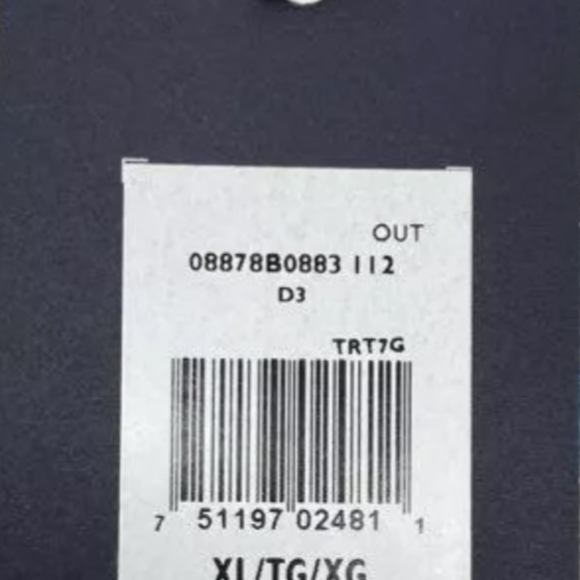 OUT
08878B0883 112
D3
TRT7G
7 51197 02481 1
XL/TG/XG